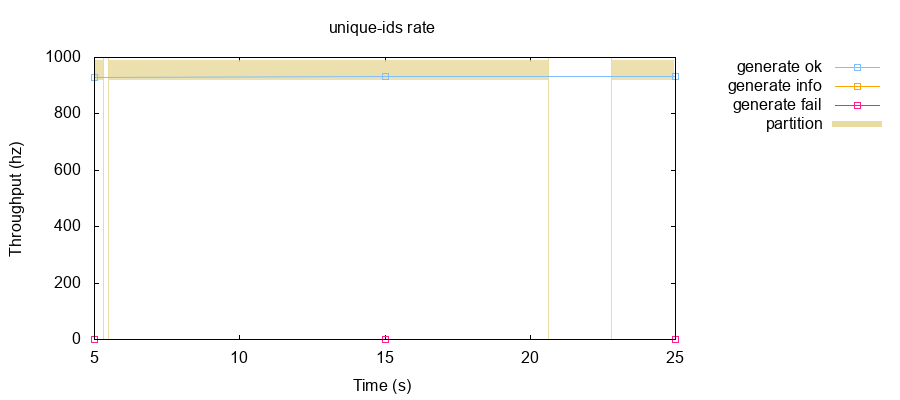 unique-ids rate
1000
800
600
400
200
0
5
10
15
20
25
Throughput (hz)
Time (s)
generate ok
generate info
generate fail
partition